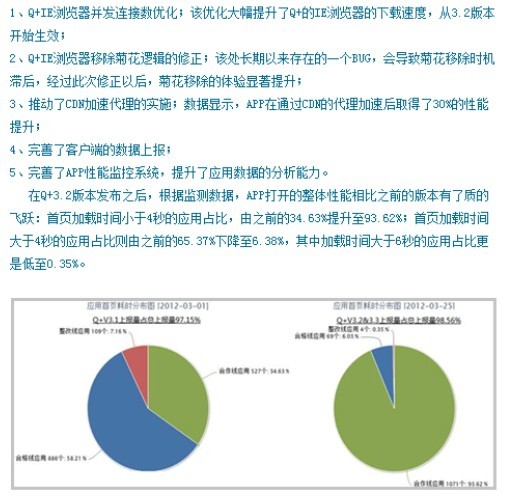 1、Q+IE浏览器并发连接数优化；该优化大幅提升了Q+的IE浏览器的下载速度，从3.2版本
开始生效；
2、Q+IE浏览器移除菊花逻辑的修正；该处长期以来存在的一个BUG，会导致菊花移除时机
滞后，经过此次修正以后，菊花移除的体验显著提升；
3、推动了CDN加速代理的实施；数据显示，APP在通过CDN的代理加速后取得了30%的性能
提升；
4、完善了客户端的数据上报；
5、完善了APP性能监控系统，提升了应用数据的分析能力。
在Q+3.2版本发布之后，根据监测数据，APP打开的整体性能相比之前的版本有了质的
飞跃：首页加载时间小于4秒的应用占比，由之前的34.63%提升至93.62%；首页加载时间
大于4秒的应用占比则由之前的65.37%下降至6.38%，其中加载时间大于6秒的应用占比更
是低至0.35%。
应用首页耗时分布图 [2012-03-01]
Q+V3.1上报量占总上报量97.15%
整改线应用 109个: 7.16 %
合作线应用 527个: 34.63 %
合格线应用 886个: 58.21 %
应用首页耗时分布图 [2012-03-25]
Q+V3.2&3.3上报量占总上报量98.56%
整改线应用 4个: 0.35 %
合格线应用 69个: 6.03 %
合作线应用 1071个: 93.62 %